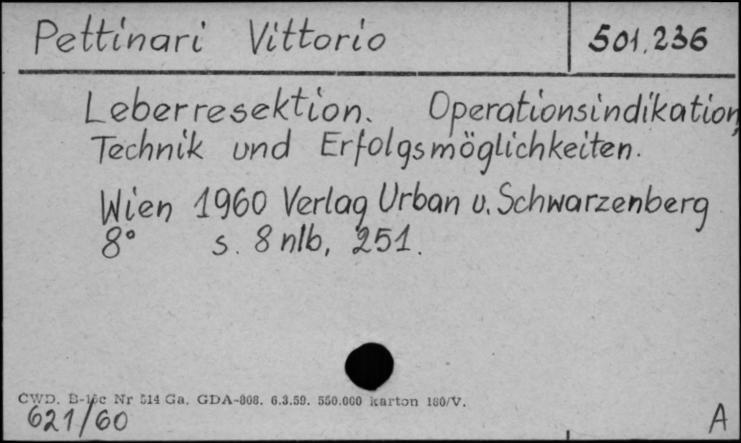 Pettinari Vittorio 501.236
Leberresektion. Operationsindikation,
Technik und Erfolgsmöglichkeiten.
Wien 1960 Verlag Urban u. Schwarzenberg
8° s. 8 nlb, 251.
CWD. B-16c Nr 514 Ga. GDA-808. 6.3.59. 550.000 karton 180/V.
621/60 A